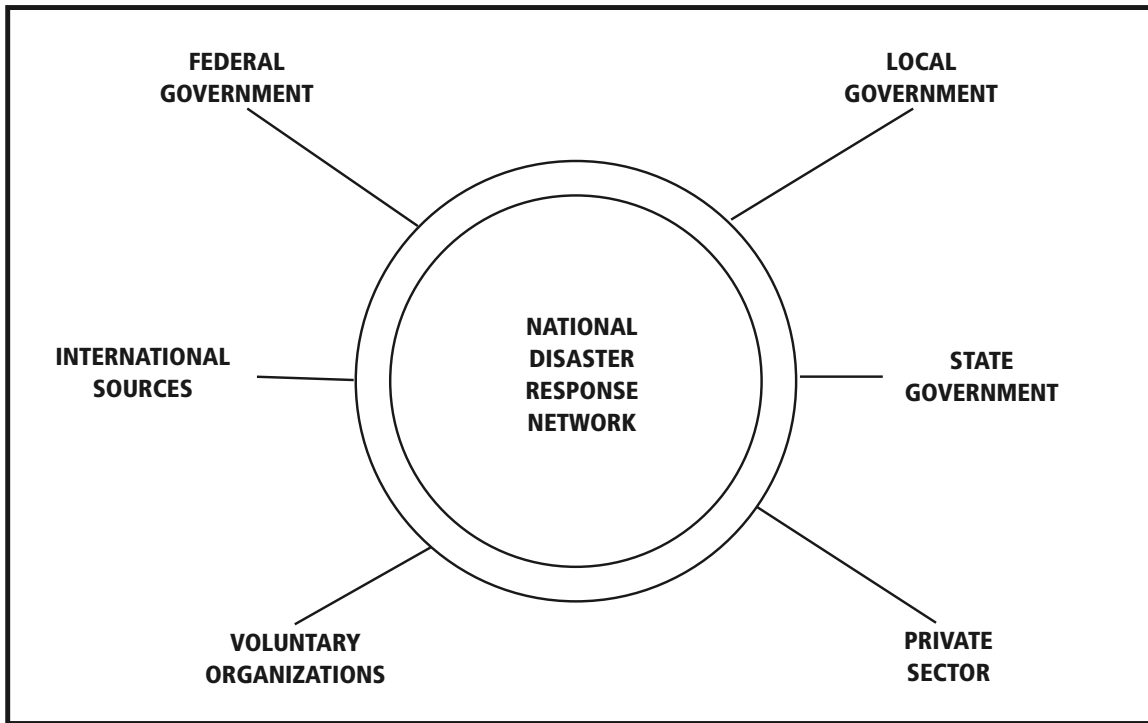 FEDERAL
GOVERNMENT
LOCAL
GOVERNMENT
INTERNATIONAL
SOURCES
NATIONAL
DISASTER
RESPONSE
NETWORK
STATE
GOVERNMENT
VOLUNTARY
ORGANIZATIONS
PRIVATE
SECTOR